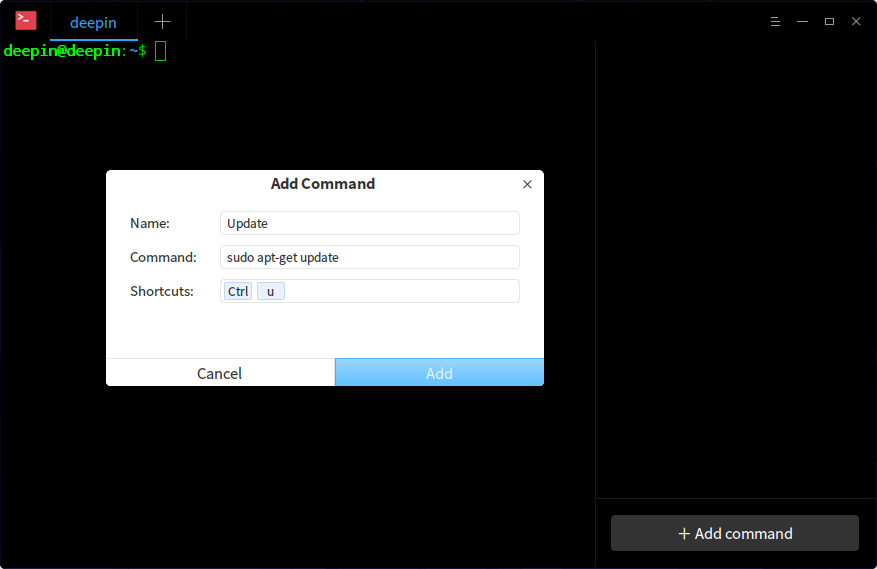 deepin
deepin@deepin:~$
Add Command
Name: Update
Command: sudo apt-get update
Shortcuts: Ctrl u
Cancel Add
+ Add command